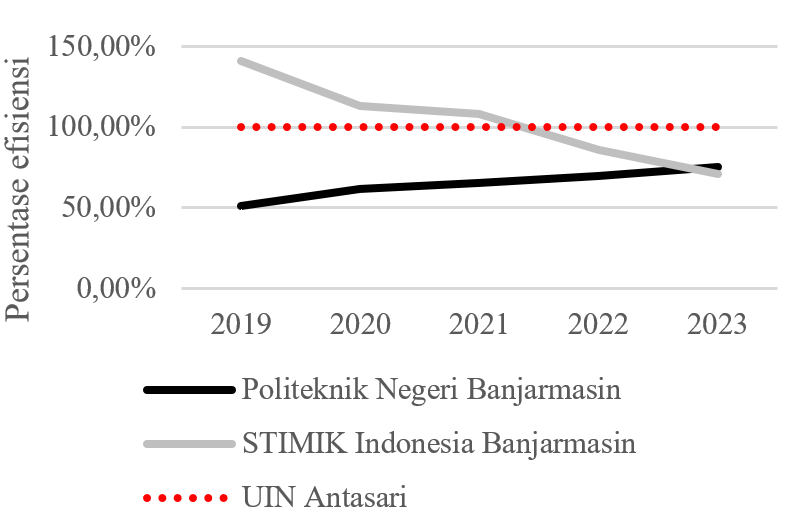 Persentase efisiensi
150,00%
100,00%
50,00%
0,00%
2019 2020 2021 2022 2023
Politeknik Negeri Banjarmasin
STIMIK Indonesia Banjarmasin
UIN Antasari